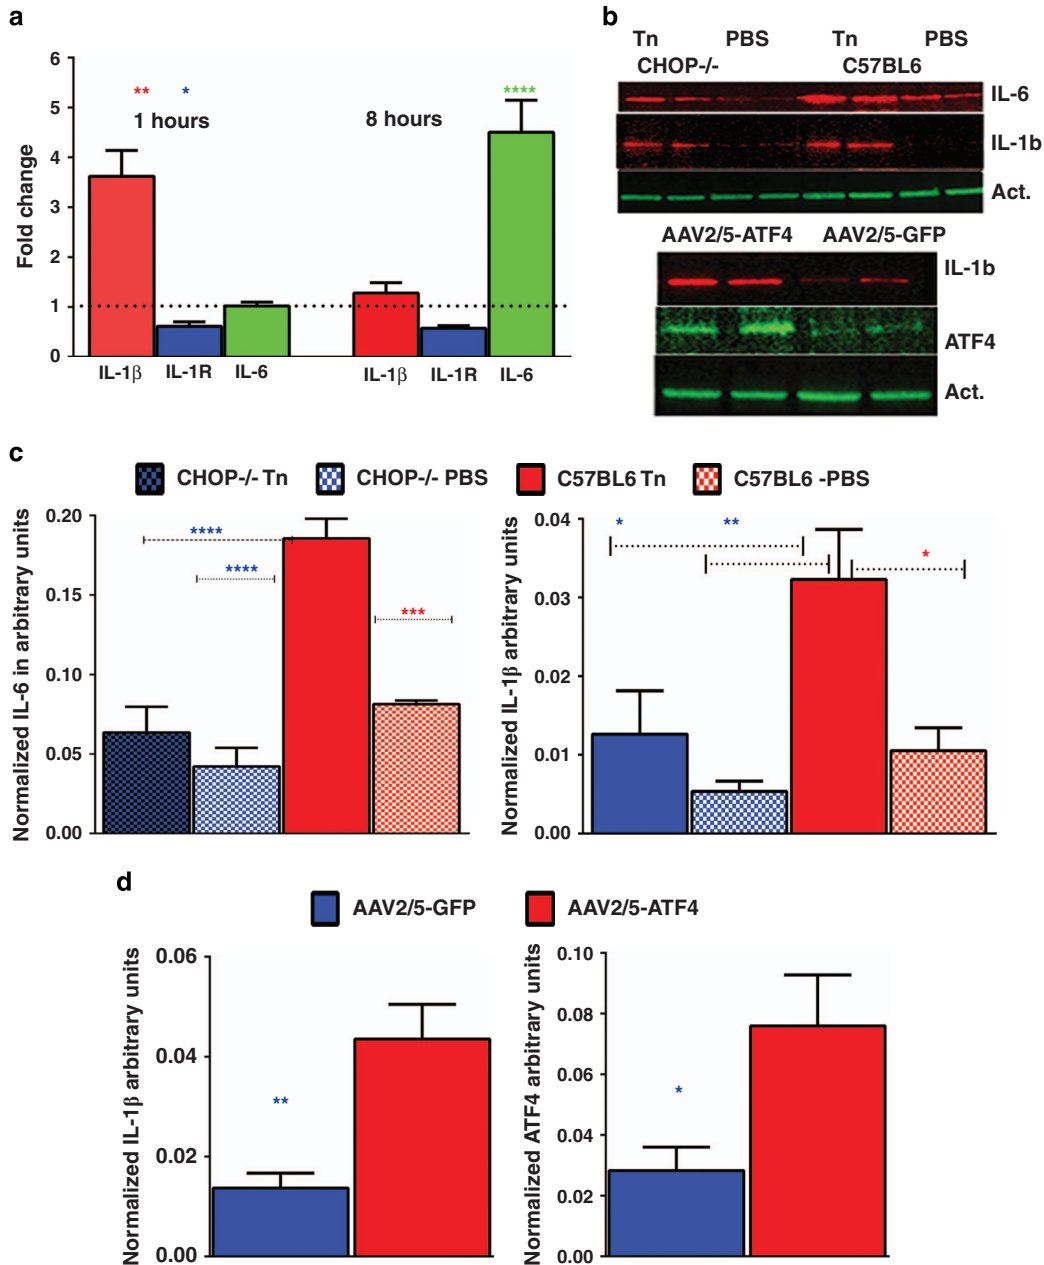 a
6
5
4
3
2
1
0
Fold change
** *
1 hours
8 hours
****
IL-1β IL-1R IL-6
IL-1β IL-1R IL-6
b
Tn PBS Tn PBS
CHOP-/- C57BL6
IL-6
IL-1b
Act.
AAV2/5-ATF4 AAV2/5-GFP
IL-1b
ATF4
Act.
c
CHOP-/- Tn CHOP-/- PBS C57BL6 Tn C57BL6 -PBS
Normalized IL-6 in arbitrary units
0.20
0.15
0.10
0.05
0.00
****
****
***
Normalized IL-1β arbitrary units
0.04
0.03
0.02
0.01
0.00
* **
*
d
AAV2/5-GFP AAV2/5-ATF4
Normalized IL-1β arbitrary units
0.06
0.04
0.02
0.00
**
Normalized ATF4 arbitrary units
0.10
0.08
0.06
0.04
0.02
0.00
*